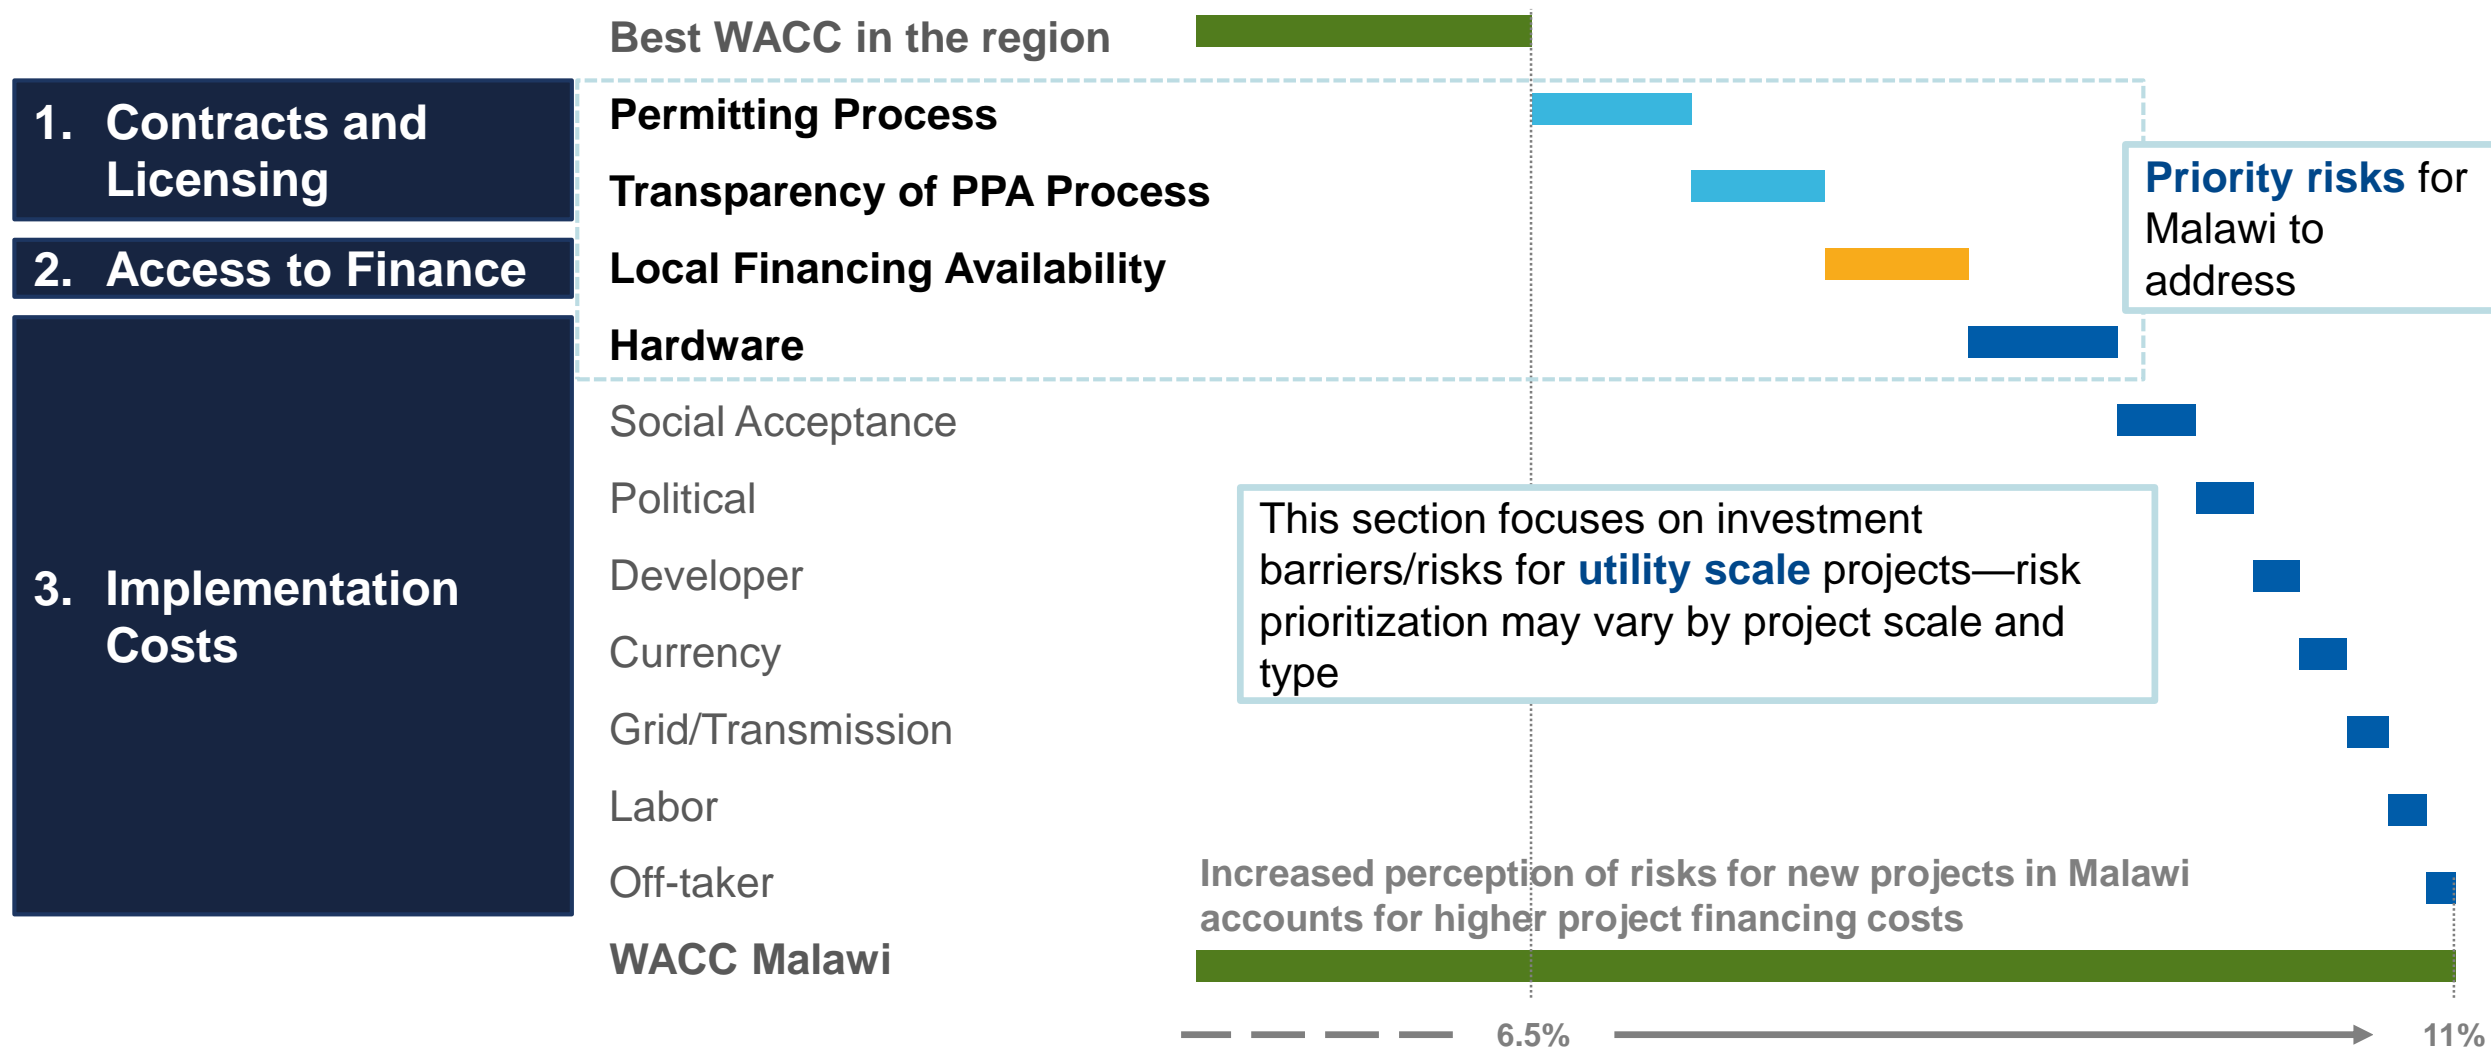 Best WACC in the region
1. Contracts and
Licensing
Permitting Process
Transparency of PPA Process
Priority risks for
Malawi to
address
2. Access to Finance
Local Financing Availability
3. Implementation
Costs
Hardware
Social Acceptance
Political
Developer
Currency
Grid/Transmission
Labor
Off-taker
This section focuses on investment
barriers/risks for utility scale projects—risk
prioritization may vary by project scale and
type
Increased perception of risks for new projects in Malawi
accounts for higher project financing costs
WACC Malawi
6.5%
11%